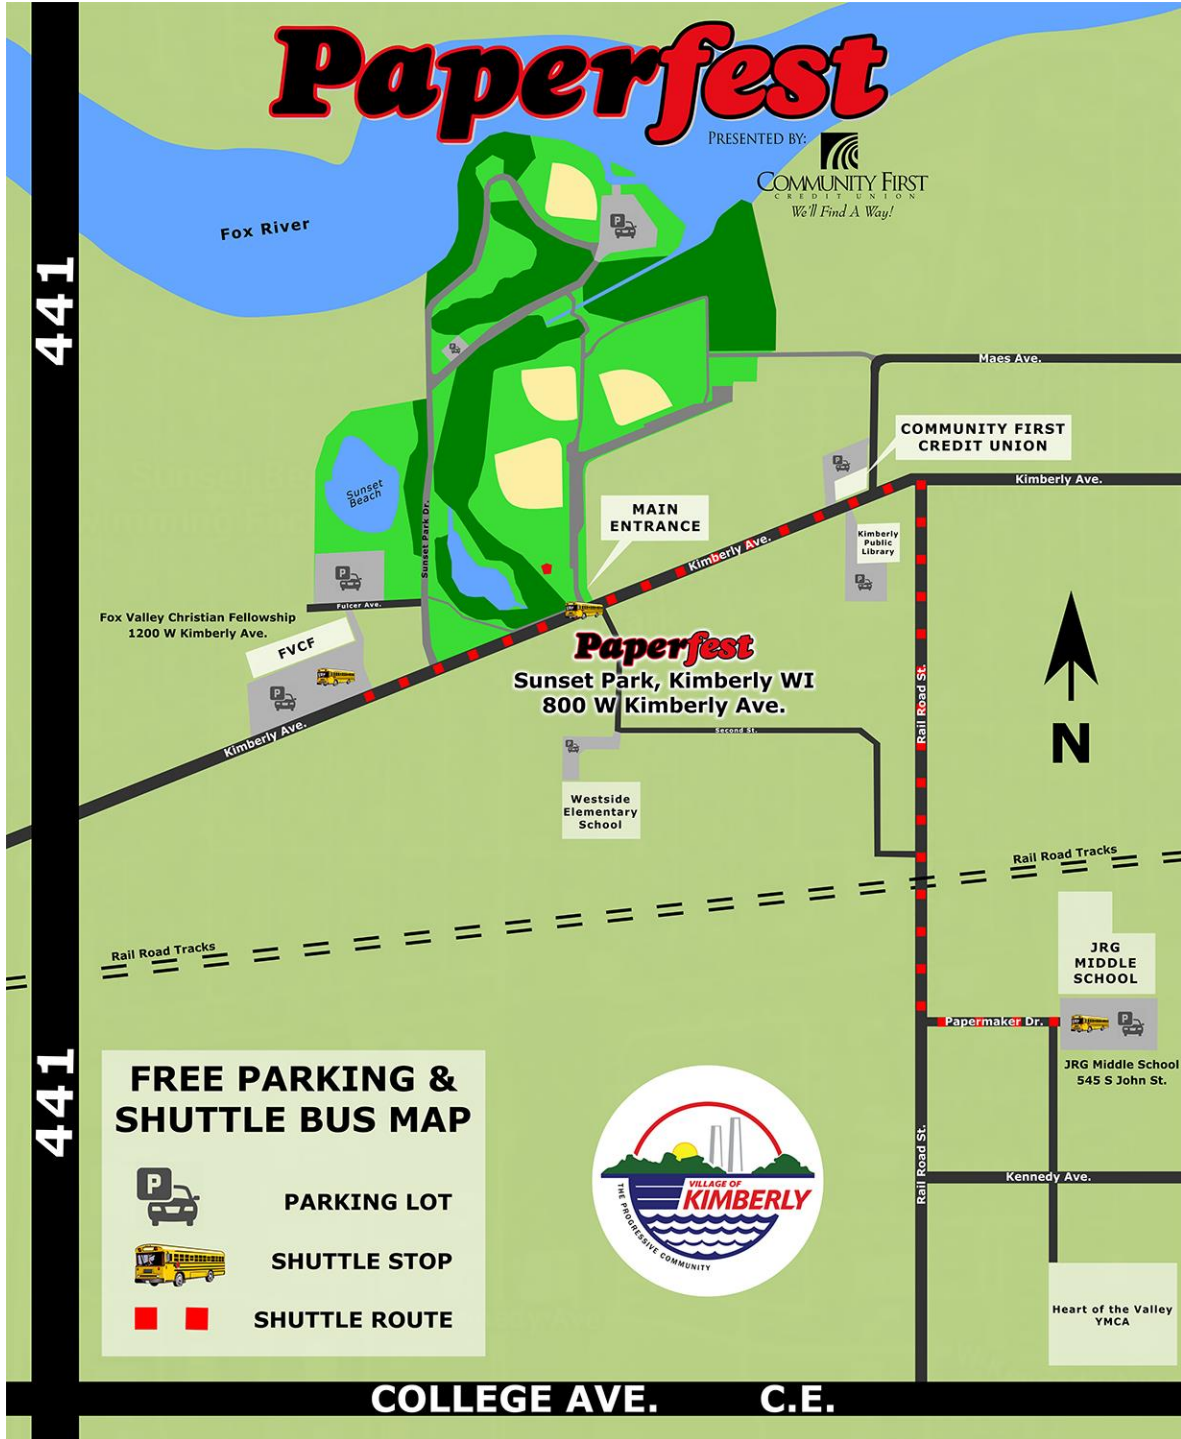 Paperfest
PRESENTED BY:
COMMUNITY FIRST
CREDIT UNION
We'll Find A Way!
Fox River
441
Maes Ave.
COMMUNITY FIRST
CREDIT UNION
Kimberly Ave.
Sunset
Beach
Sunset Park Dr.
MAIN
ENTRANCE
Kimberly Ave.
Kimberly
Public
Library
P
P
P
P
P
Fulcer Ave.
Fox Valley Christian Fellowship
1200 W Kimberly Ave.
FVCF
P
Kimberly Ave.
Paperfest
Sunset Park, Kimberly WI
800 W Kimberly Ave.
Rail Road St.
N
Second St.
P
Westside
Elementary
School
Rail Road Tracks
Rail Road Tracks
JRG
MIDDLE
SCHOOL
Papermaker Dr.
P
JRG Middle School
545 S John St.
441
FREE PARKING &
SHUTTLE BUS MAP
P
PARKING LOT
SHUTTLE STOP
SHUTTLE ROUTE
VILLAGE OF
KIMBERLY
THE PROGRESSIVE COMMUNITY
Rail Road St.
Kennedy Ave.
Heart of the Valley
YMCA
COLLEGE AVE. C.E.